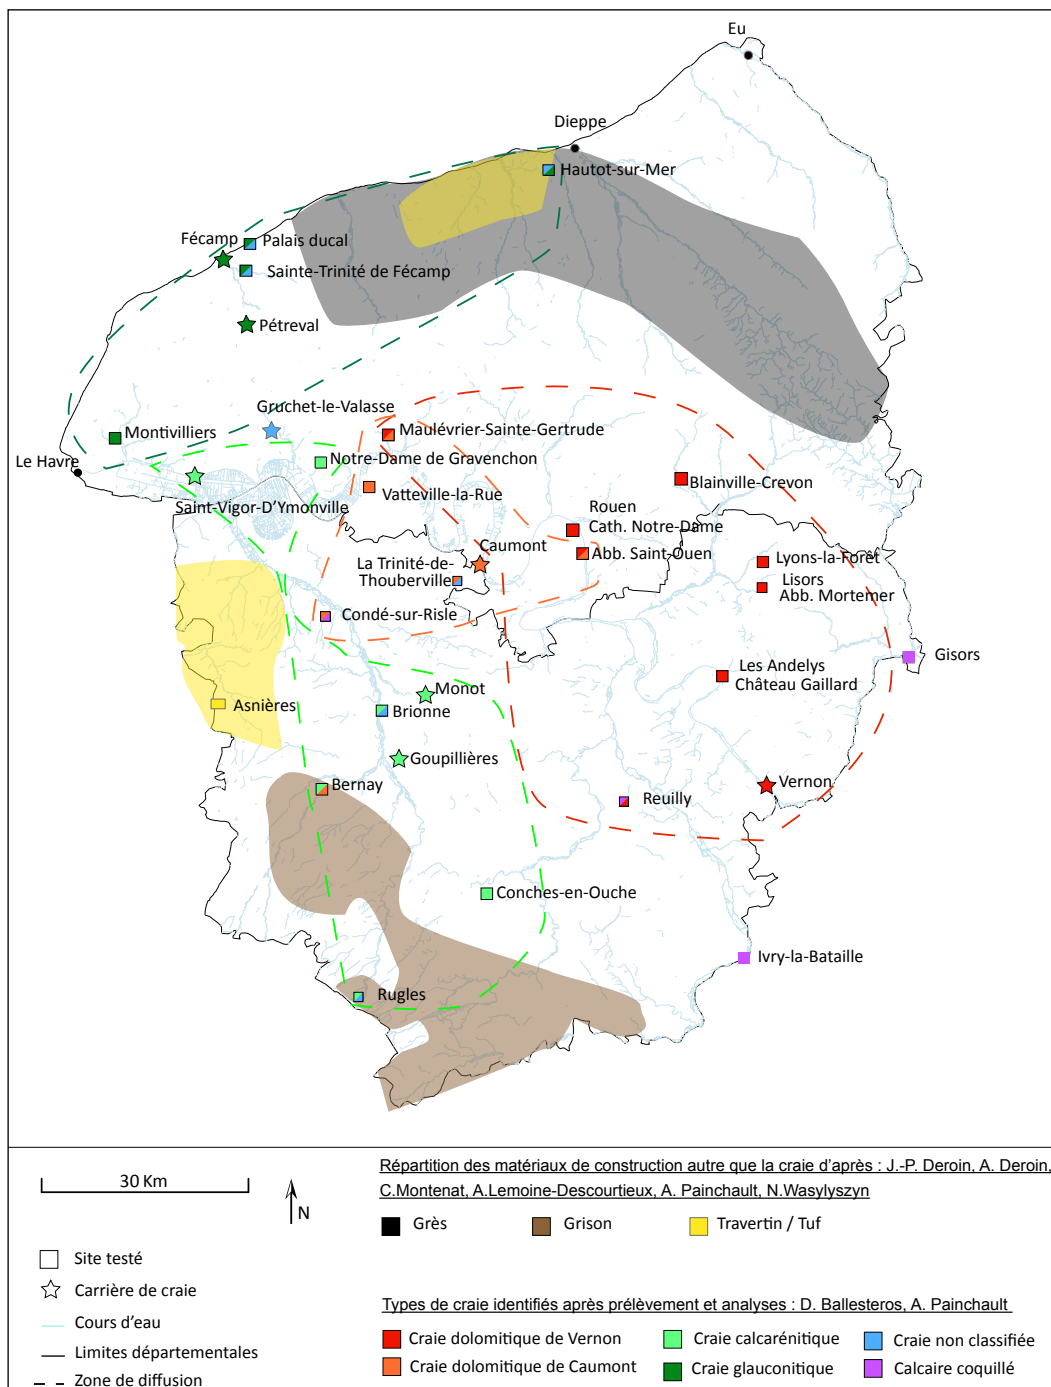 Eu
Dieppe
Hautot-sur-Mer
Fécamp
Palais ducal
Sainte-Trinité de Fécamp
Pétreval
Gruchet-le-Valasse
Montivilliers
Maulévrier-Sainte-Gertrude
Le Havre
Notre-Dame de Gravenchon
Blainville-Crevon
Vatteville-la-Rue
Saint-Vigor-D'Ymonville
Rouen
Cath. Notre-Dame
Caumont
Abb. Saint-Ouen
La Trinité-de-
Thouberville
Lyons-la-Forêt
Lisors
Abb. Mortemer
Condé-sur-Risle
Gisors
Les Andelys
Château Gaillard
Monot
Asnières
Brionne
Goupillières
Vernon
Bernay
Reuilly
Conches-en-Ouche
Ivry-la-Bataille
Rugles
30 Km
N
Site testé
Carrière de craie
Cours d'eau
Limites départementales
Zone de diffusion
Répartition des matériaux de construction autre que la craie d'après : J.-P. Deroin, A. Deroin,
C.Montenat, A.Lemoine-Descourtieux, A. Painchault, N.Wasylyszyn
Grès
Grison
Travertin / Tuf
Types de craie identifiés après prélèvement et analyses : D. Ballesteros, A. Painchault
Craie dolomitique de Vernon
Craie calcarénitique
Craie non classifiée
Craie dolomitique de Caumont
Craie glauconitique
Calcaire coquillé